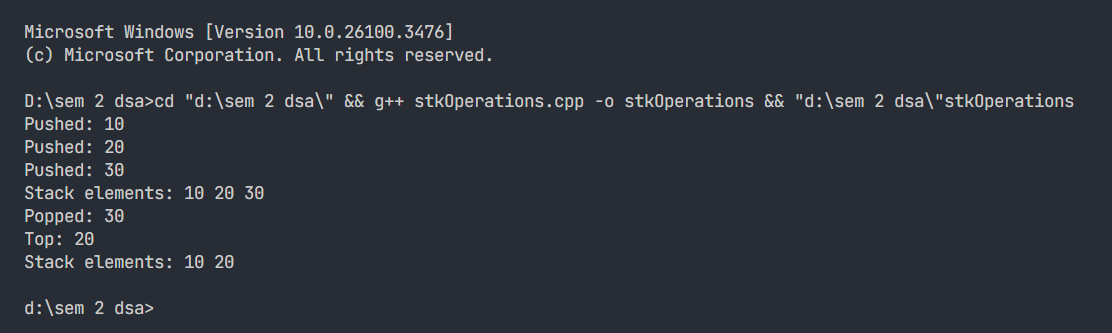 Microsoft Windows [Version 10.0.26100.3476]
(c) Microsoft Corporation. All rights reserved.
D:\sem 2 dsa>cd "d:\sem 2 dsa\" && g++ stkOperations.cpp -o stkOperations && "d:\sem 2 dsa\"stkOperations
Pushed: 10
Pushed: 20
Pushed: 30
Stack elements: 10 20 30
Popped: 30
Top: 20
Stack elements: 10 20
d:\sem 2 dsa>